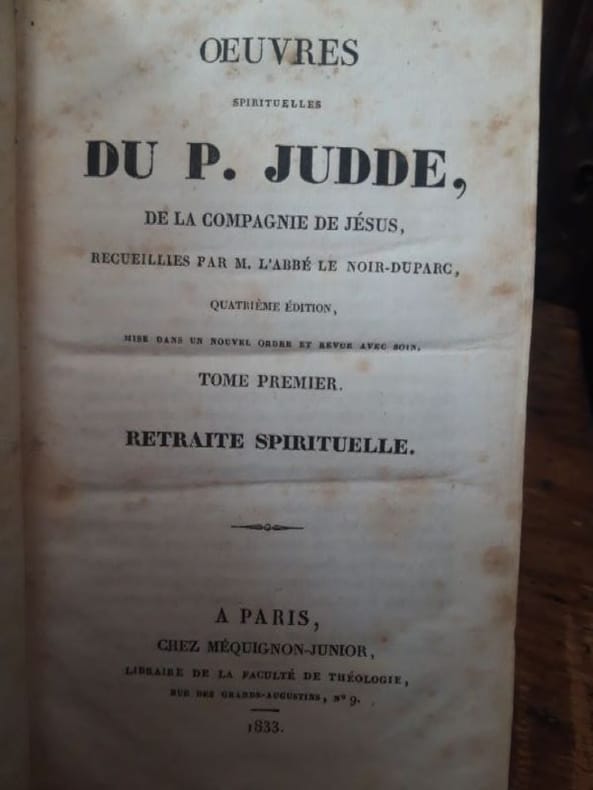 OEUVRES
SPIRITUELLES
DU P. JUDDE,
DE LA COMPAGNIE DE JÉSUS,
RECUEILLIES PAR M. L'ABBÉ LE NOIR-DUPARC,
QUATRIÈME ÉDITION,
MISE DANS UN NOUVEL ORDRE ET REVUE AVEC SOIN.
TOME PREMIER.
RETRAITE SPIRITUELLE.
A PARIS,
CHEZ MÉQUIGNON-JUNIOR,
LIBRAIRE DE LA FACULTÉ DE THÉOLOGIE,
RUE DES GRANDS-AUGUSTINS, Nº 9.
1833.